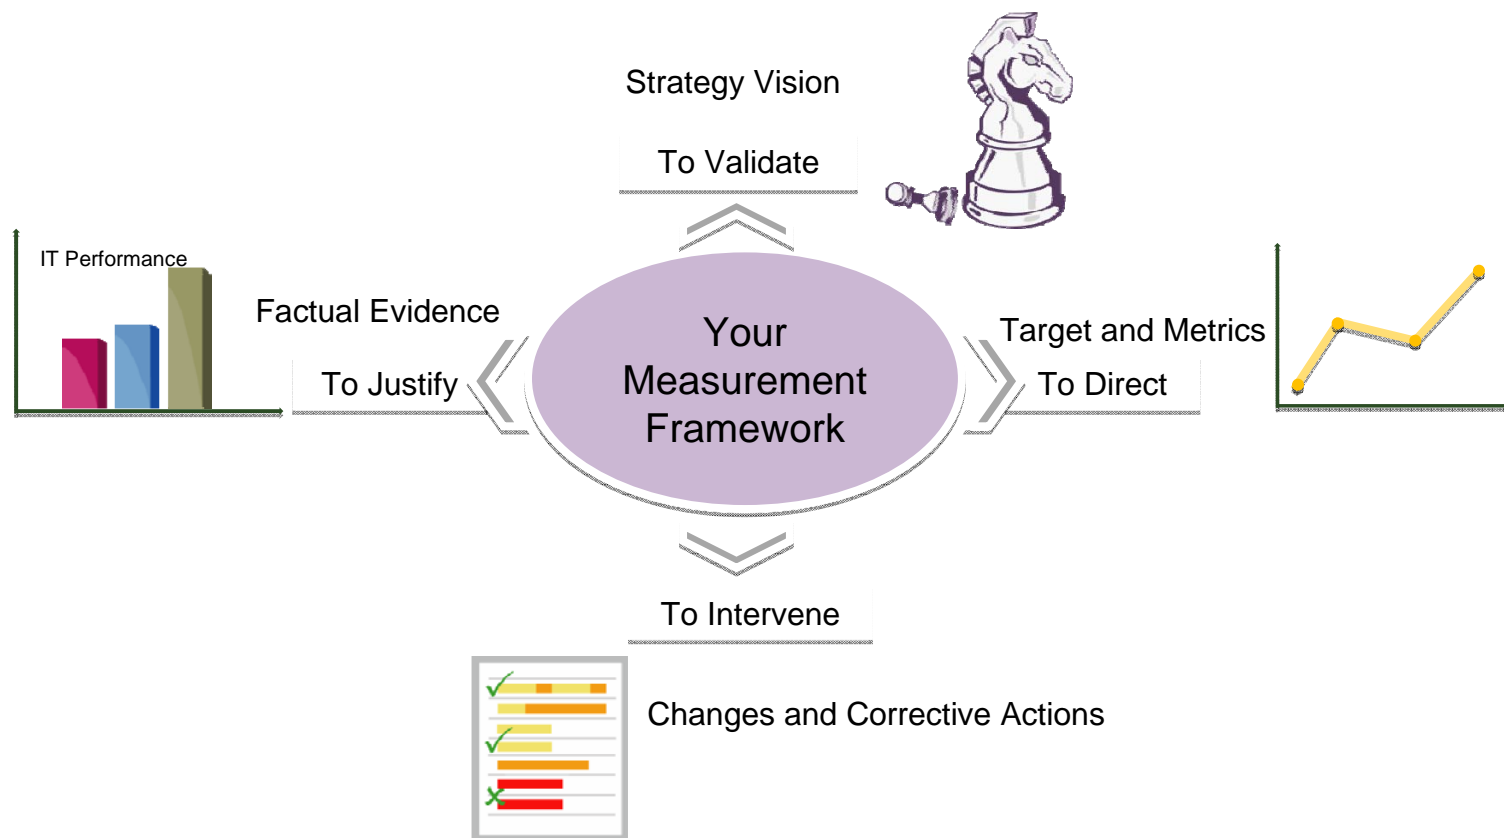 Strategy Vision
To Validate
IT Performance
Factual Evidence
To Justify
Your
Measurement
Framework
Target and Metrics
To Direct
To Intervene
Changes and Corrective Actions